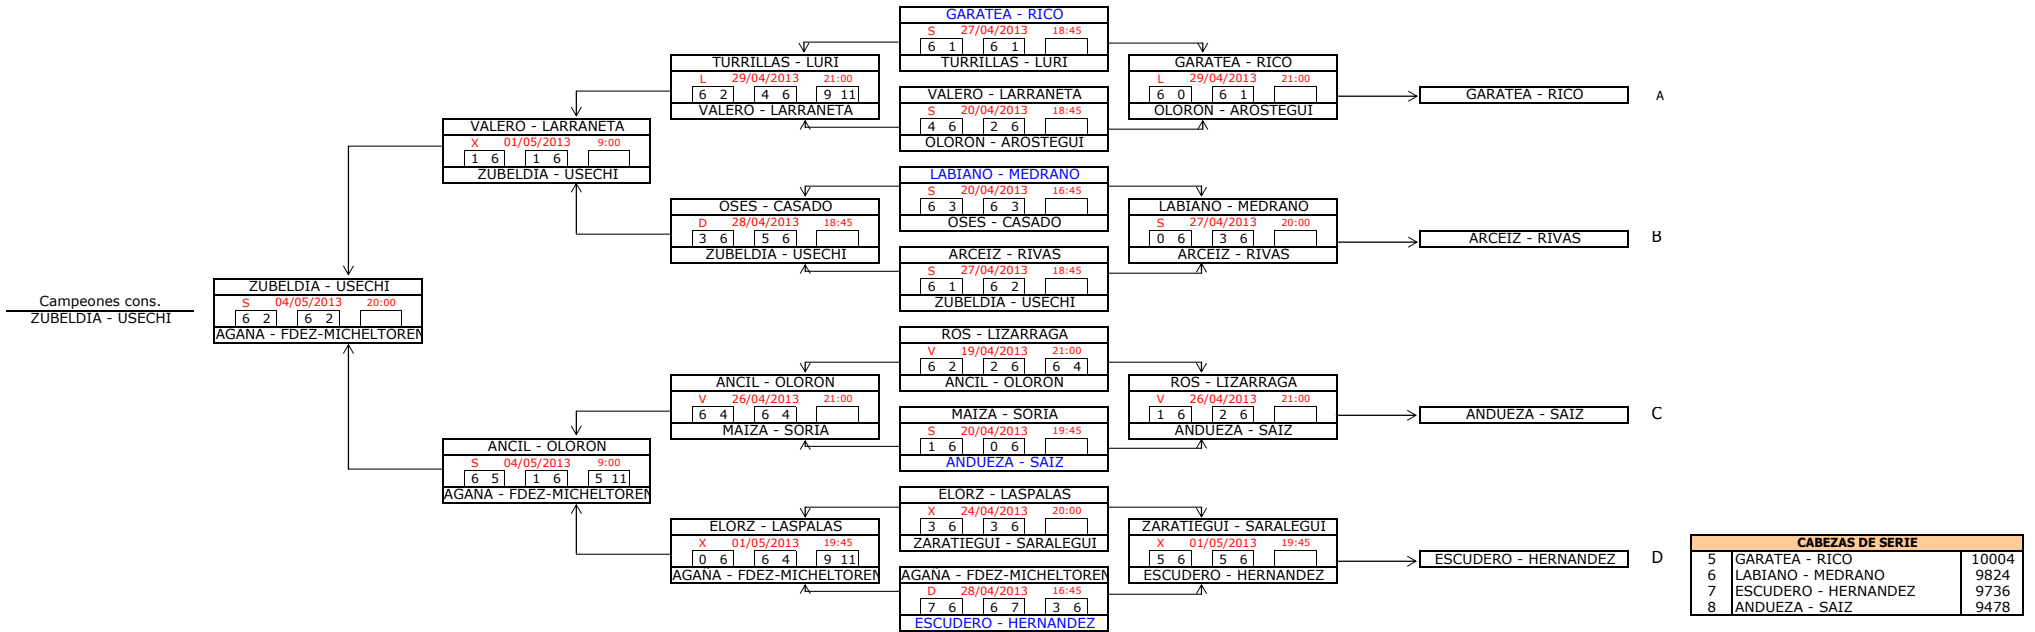 Campeones cons.
ZUBELDIA - USECHI
ZUBELDIA - USECHI
S 04/05/2013 20:00
6 2 6 2
AGAÑA - FDEZ-MICHELTOREN
VALERO - LARRAÑETA
X 01/05/2013 9:00
1 6 1 6
ZUBELDIA - USECHI
ANCIL - OLORON
S 04/05/2013 9:00
6 5 1 6 5 11
AGAÑA - FDEZ-MICHELTOREN
TURRILLAS - LURI
L 29/04/2013 21:00
6 2 4 6 9 11
VALERO - LARRAÑETA
OSES - CASADO
D 28/04/2013 18:45
3 6 5 6
ZUBELDIA - USECHI
ANCIL - OLORON
V 26/04/2013 21:00
6 4 6 4
MAIZA - SORIA
ELORZ - LASPALAS
X 01/05/2013 19:45
0 6 6 4 9 11
AGAÑA - FDEZ-MICHELTOREN
GARATEA - RICO
S 27/04/2013 18:45
6 1 6 1
TURRILLAS - LURI
VALERO - LARRAÑETA
S 20/04/2013 18:45
4 6 2 6
OLORON - AROSTEGUI
LABIANO - MEDRANO
S 20/04/2013 16:45
6 3 6 3
OSES - CASADO
ARCEIZ - RIVAS
S 27/04/2013 18:45
6 1 6 2
ZUBELDIA - USECHI
ROS - LIZARRAGA
V 19/04/2013 21:00
6 2 2 6 6 4
ANCIL - OLORON
MAIZA - SORIA
S 20/04/2013 19:45
1 6 0 6
ANDUEZA - SAIZ
ELORZ - LASPALAS
X 24/04/2013 20:00
3 6 3 6
ZARATIEGUI - SARALEGUI
AGAÑA - FDEZ-MICHELTOREN
D 28/04/2013 16:45
7 6 6 7 3 6
ESCUDERO - HERNANDEZ
GARATEA - RICO
L 29/04/2013 21:00
6 0 6 1
OLORON - AROSTEGUI
LABIANO - MEDRANO
S 27/04/2013 20:00
0 6 3 6
ARCEIZ - RIVAS
ROS - LIZARRAGA
V 26/04/2013 21:00
1 6 2 6
ANDUEZA - SAIZ
ZARATIEGUI - SARALEGUI
X 01/05/2013 19:45
5 6 5 6
ESCUDERO - HERNANDEZ
GARATEA - RICO A
ARCEIZ - RIVAS B
ANDUEZA - SAIZ C
ESCUDERO - HERNANDEZ D
CABEZAS DE SERIE
5 GARATEA - RICO 10004
6 LABIANO - MEDRANO 9824
7 ESCUDERO - HERNANDEZ 9736
8 ANDUEZA - SAIZ 9478